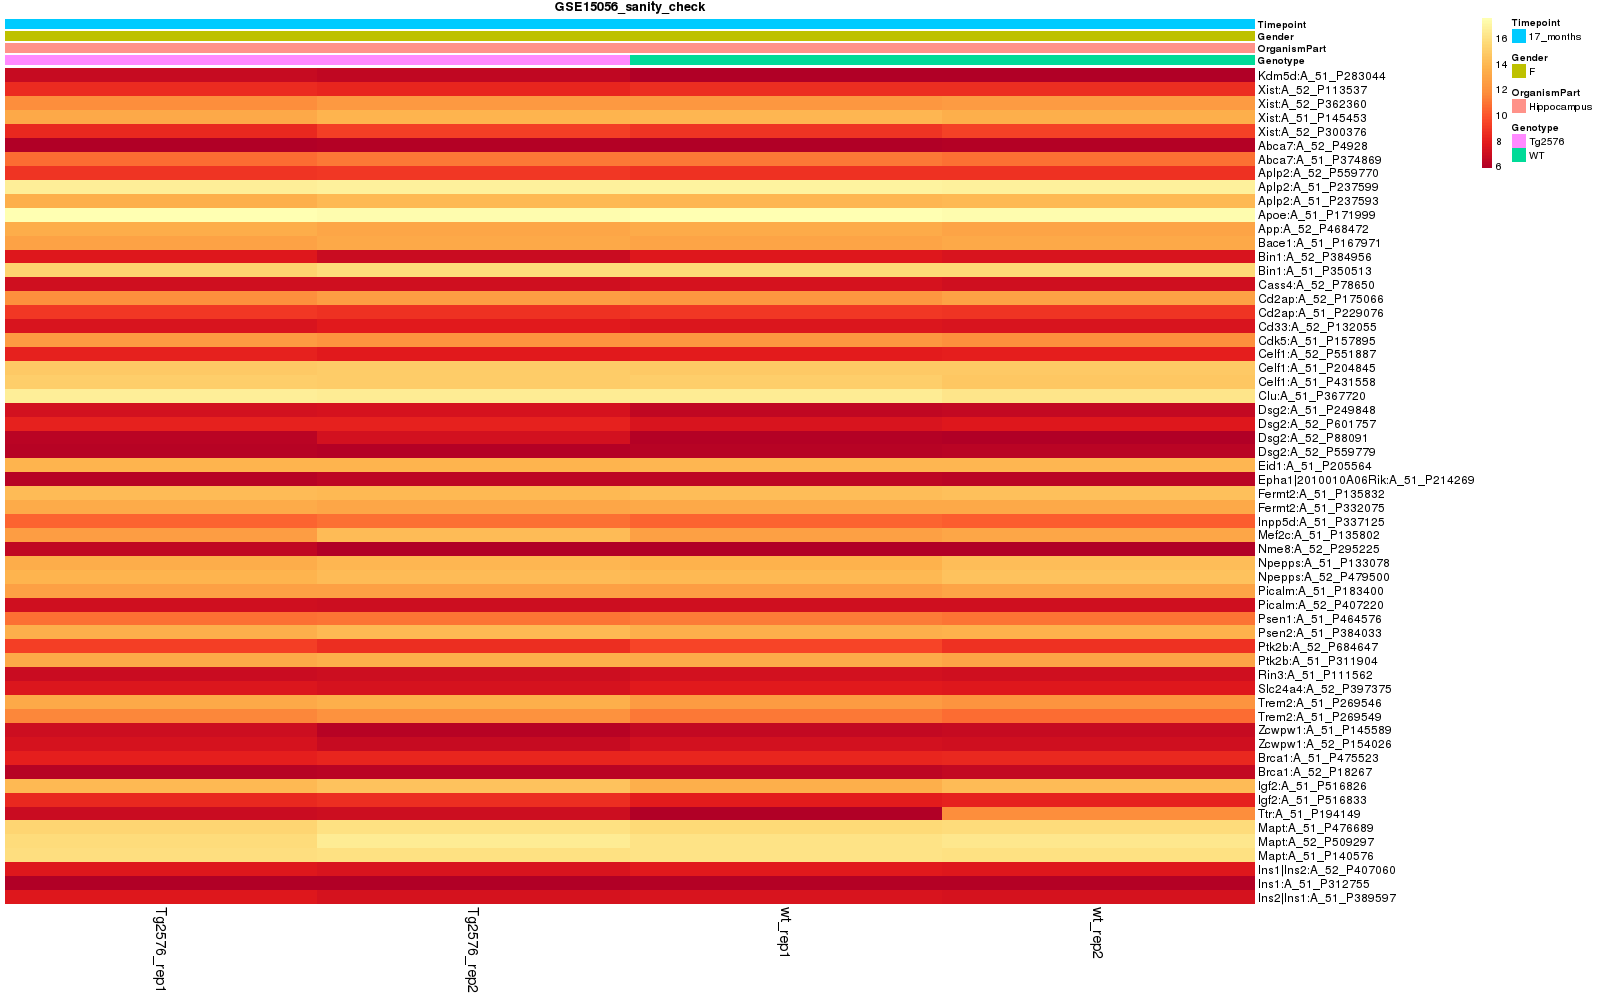 GSE15056_sanity_check
Timepoint
Gender
OrganismPart
Genotype
Kdm5d:A_51_P283044
Xist:A_52_P113537
Xist:A_52_P362360
Xist:A_51_P145453
Xist:A_52_P300376
Abca7:A_52_P4928
Abca7:A_51_P374869
Aplp2:A_52_P559770
Aplp2:A_51_P237599
Aplp2:A_51_P237593
Apoe:A_51_P171999
App:A_52_P468472
Bace1:A_51_P167971
Bin1:A_52_P384956
Bin1:A_51_P350513
Cass4:A_52_P78650
Cd2ap:A_52_P175066
Cd2ap:A_51_P229076
Cd33:A_52_P132055
Cdk5:A_51_P157895
Celf1:A_52_P551887
Celf1:A_51_P204845
Celf1:A_51_P431558
Clu:A_51_P367720
Dsg2:A_51_P249848
Dsg2:A_52_P601757
Dsg2:A_52_P88091
Dsg2:A_52_P559779
Eid1:A_51_P205564
Epha1|2010010A06Rik:A_51_P214269
Fermt2:A_51_P135832
Fermt2:A_51_P332075
Inpp5d:A_51_P337125
Mef2c:A_51_P135802
Nme8:A_52_P295225
Npepps:A_51_P133078
Npepps:A_52_P479500
Picalm:A_51_P183400
Picalm:A_52_P407220
Psen1:A_51_P464576
Psen2:A_51_P384033
Ptk2b:A_52_P684647
Ptk2b:A_51_P311904
Rin3:A_51_P111562
Slc24a4:A_52_P397375
Trem2:A_51_P269546
Trem2:A_51_P269549
Zcwpw1:A_51_P145589
Zcwpw1:A_52_P154026
Brca1:A_51_P475523
Brca1:A_52_P18267
Igf2:A_51_P516826
Igf2:A_51_P516833
Ttr:A_51_P194149
Mapt:A_51_P476689
Mapt:A_52_P509297
Mapt:A_51_P140576
Ins1|Ins2:A_52_P407060
Ins1:A_51_P312755
Ins2|Ins1:A_51_P389597
Tg2576_rep1
Tg2576_rep2
wt_rep1
wt_rep2
16
14
12
10
8
6
Timepoint
17_months
Gender
F
OrganismPart
Hippocampus
Genotype
Tg2576
WT